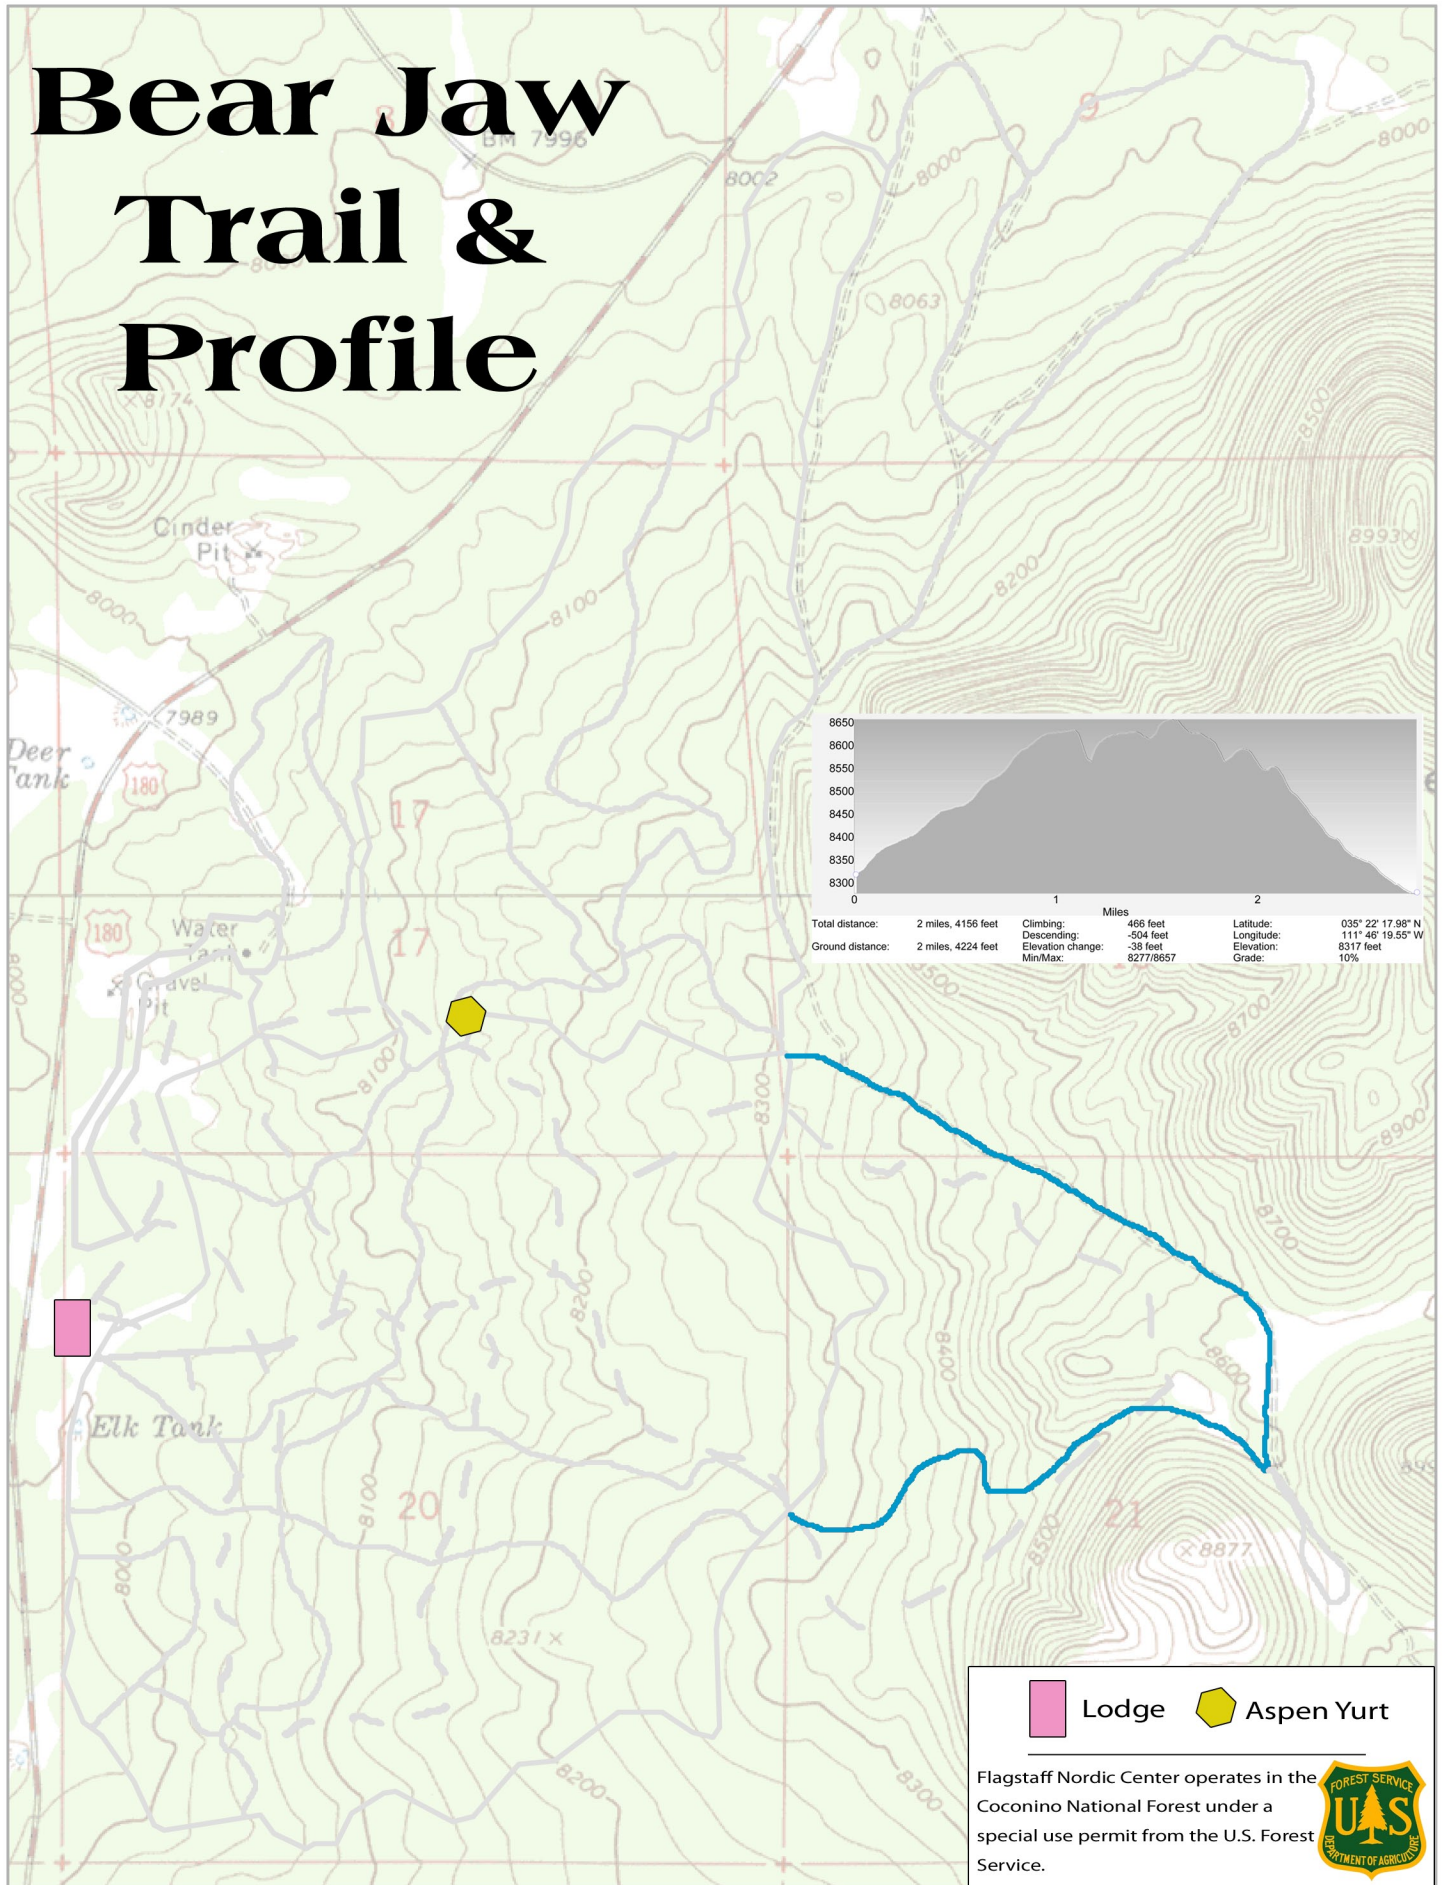 Bear Jaw
Trail &
Profile
8
9
BM 7996
8002
8000
8000
8000
8063
8174
8500
Cinder
Pit
8993
8000
8100
8200
7989
Deer
Tank
180
17
8650
8600
8550
8500
8450
8400
8350
8300
0
1
2
Miles
Total distance: 2 miles, 4156 feet Climbing: 466 feet Latitude: 035° 22' 17.98" N
Descending: -504 feet Longitude: 111° 46' 19.55" W
Ground distance: 2 miles, 4224 feet Elevation change: -38 feet Elevation: 8317 feet
Min/Max: 8277/8657 Grade: 10%
180
17
Water
Tank
Gravel
Pit
8000
8500
8700
8100
8300
8900
8700
8200
8400
8600
Elk Tank
8100
20
8500
21
8877
8000
8231
8200
8300
Lodge
Aspen Yurt
Flagstaff Nordic Center operates in the
Coconino National Forest under a
special use permit from the U.S. Forest
Service.
FOREST SERVICE
U S
DEPARTMENT OF AGRICULTURE